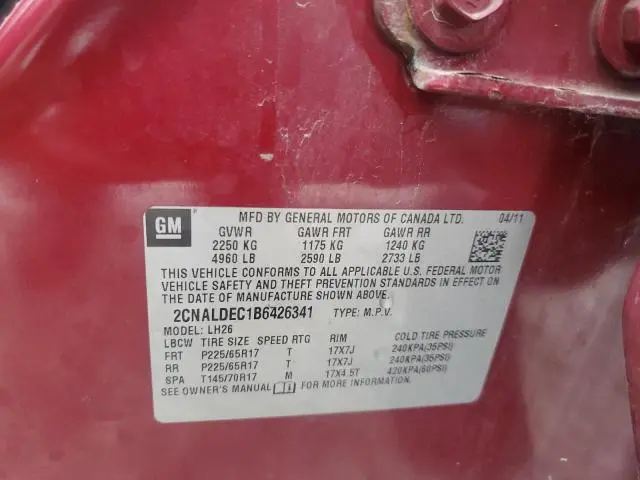 GM
MFD BY GENERAL MOTORS OF CANADA LTD. 04/11
GVWR GAWR FRT GAWR RR
2250 KG 1175 KG 1240 KG
4960 LB 2590 LB 2733 LB
THIS VEHICLE CONFORMS TO ALL APPLICABLE U.S. FEDERAL MOTOR
VEHICLE SAFETY AND THEFT PREVENTION STANDARDS IN EFFECT ON
THE DATE OF MANUFACTURE SHOWN ABOVE.
2CNALDEC1B6426341 TYPE: M.P.V.
MODEL: LH26
LBCW TIRE SIZE SPEED RTG RIM COLD TIRE PRESSURE
FRT P225/65R17 T 17X7J 240KPA(35PSI)
RR P225/65R17 T 17X7J 240KPA(35PSI)
SPA T145/70R17 M 17X4.5T 420KPA(60PSI)
SEE OWNER'S MANUAL FOR MORE INFORMATION.